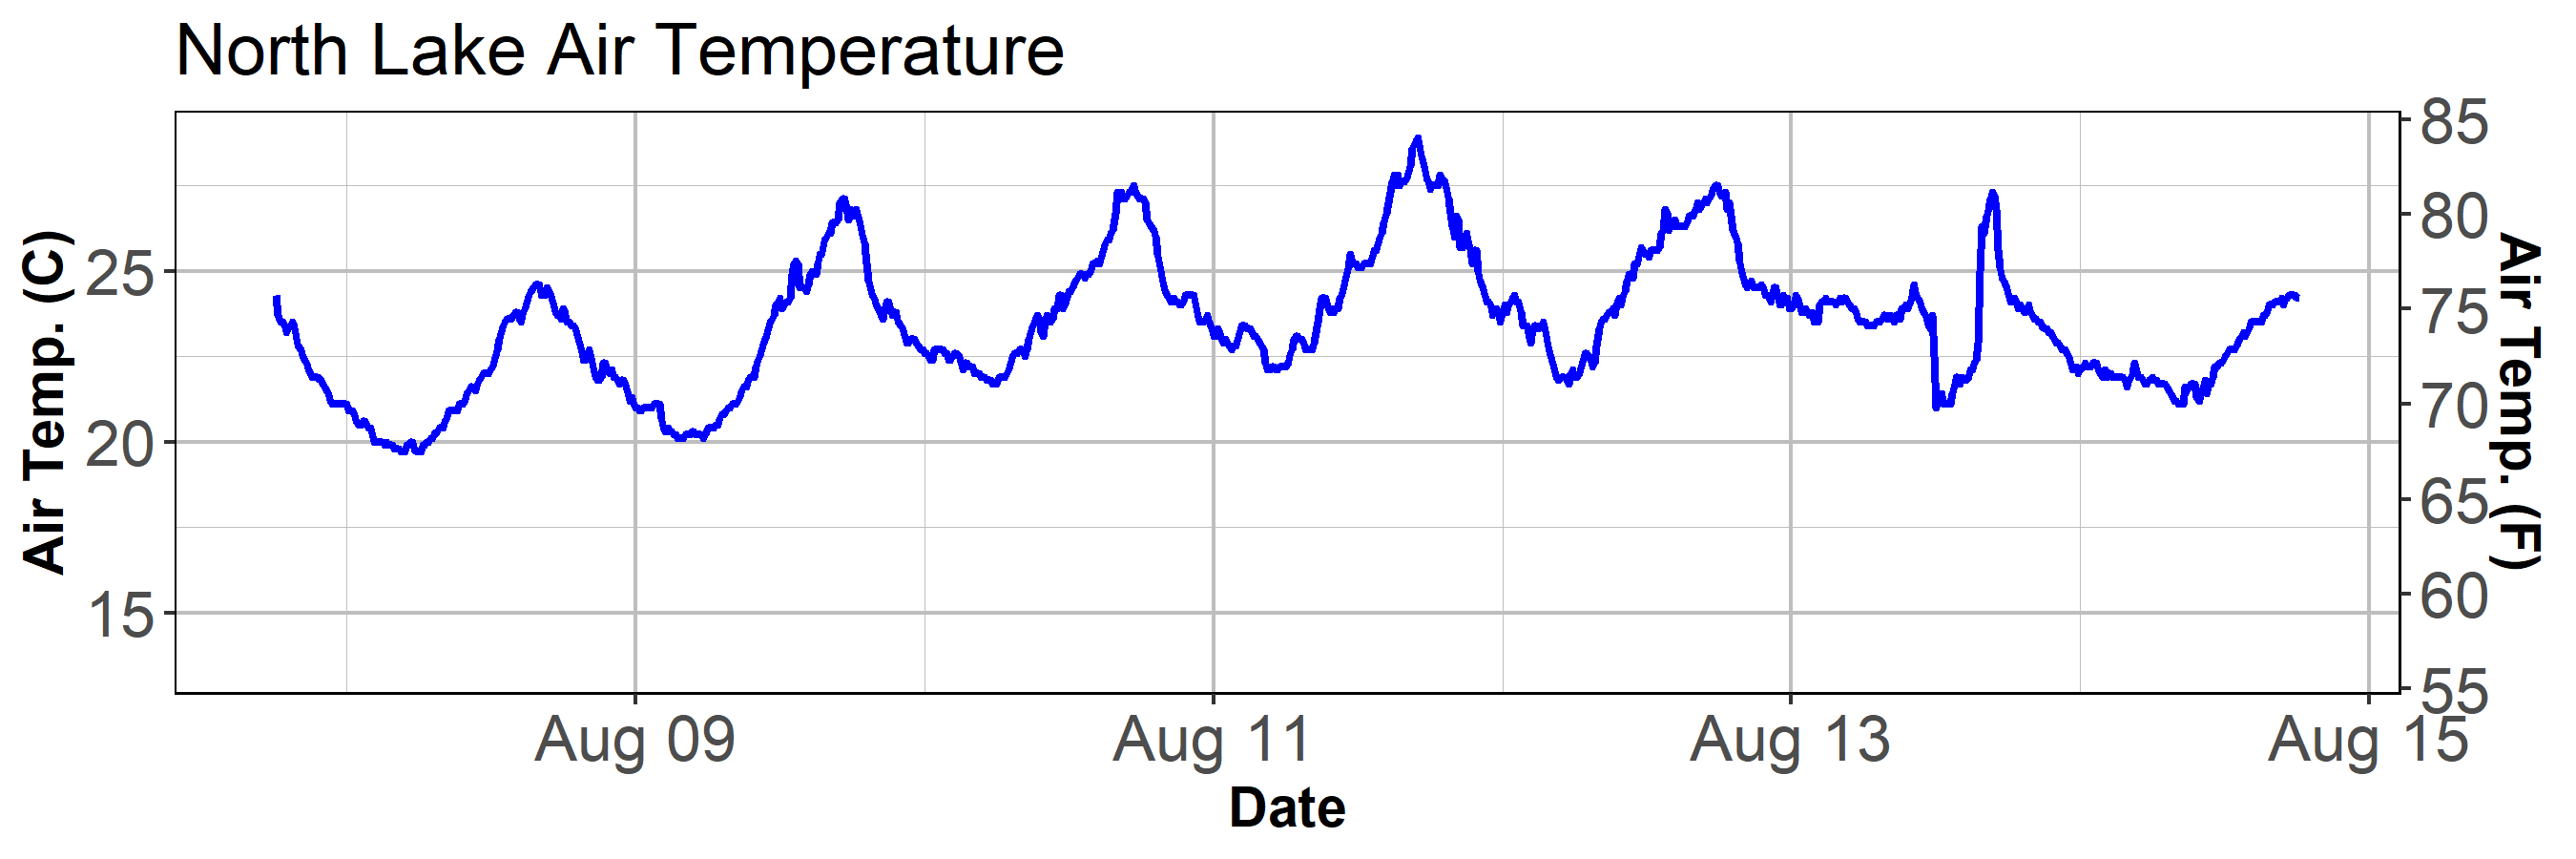 North Lake Air Temperature
Air Temp. (C)
25
20
15
85
80
75
70
65
60
55
Air Temp. (F)
Aug 09 Aug 11 Aug 13 Aug 15
Date